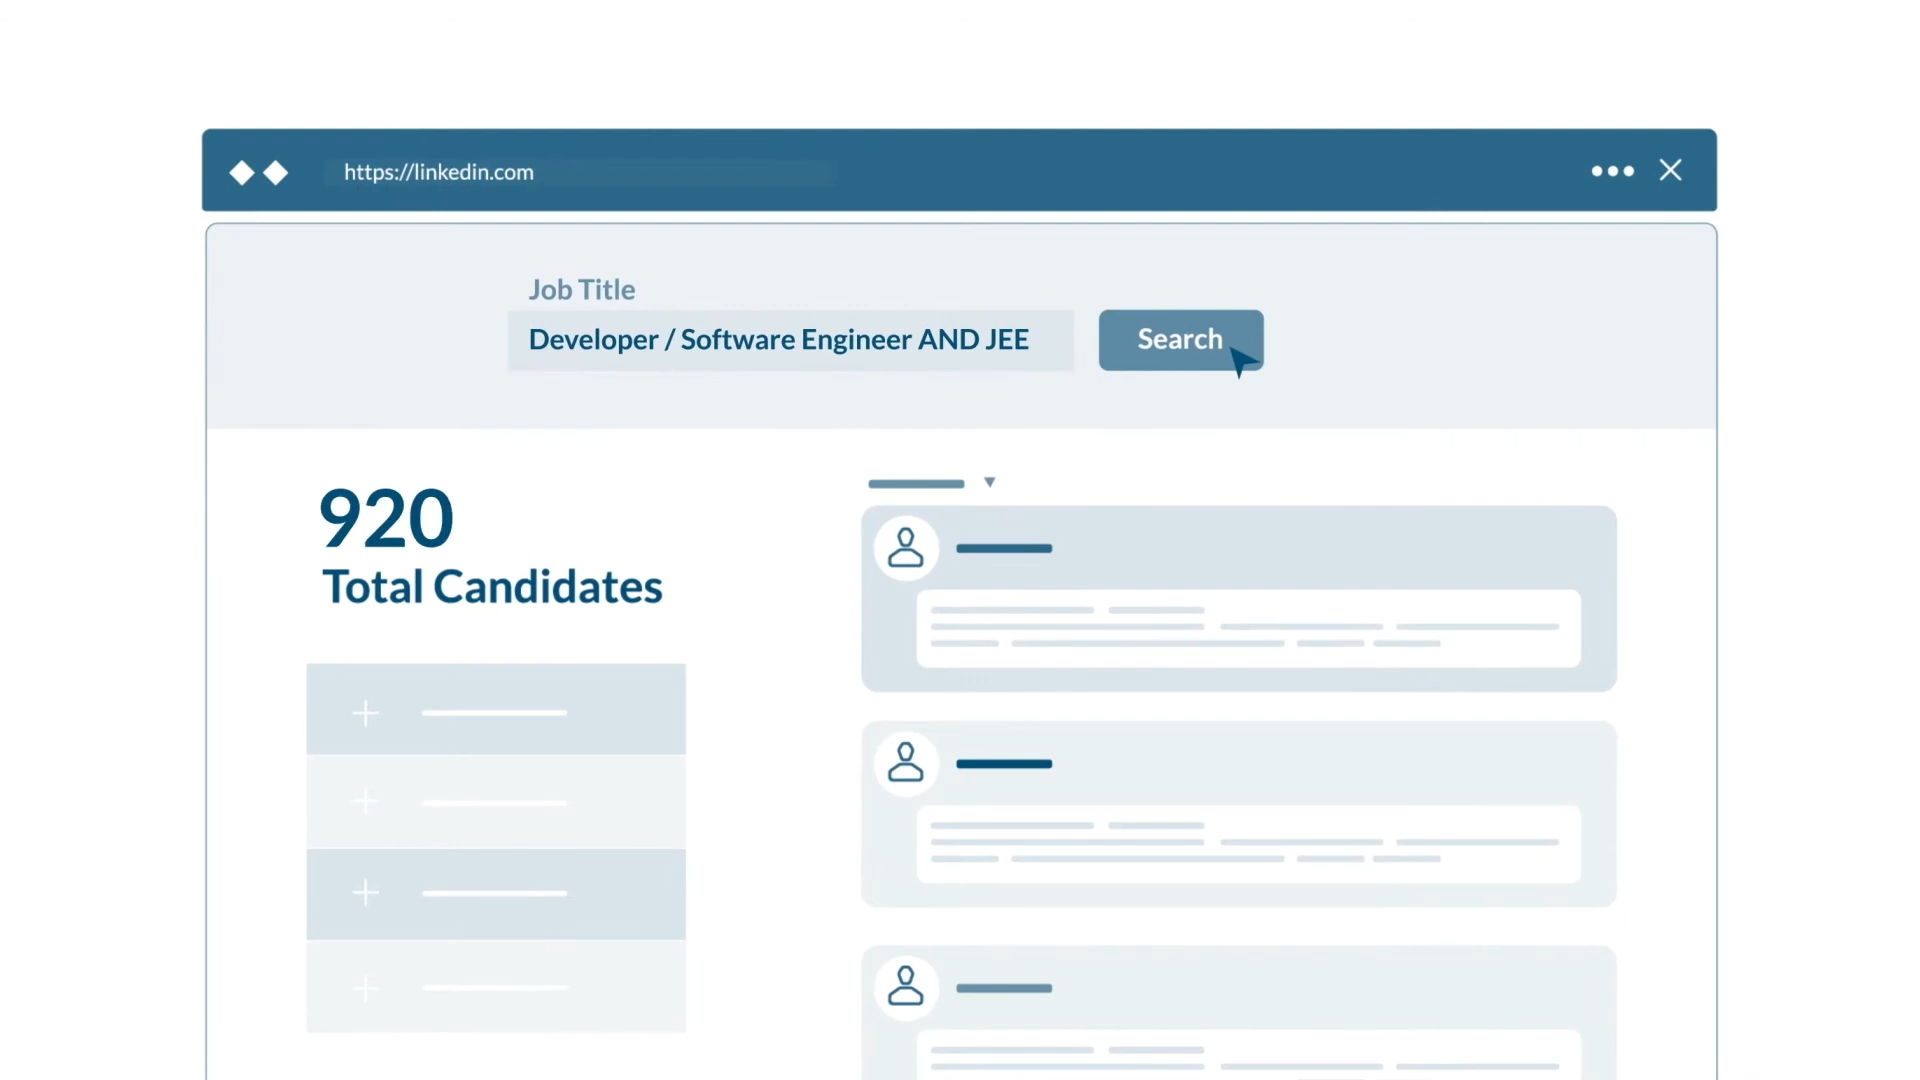 https://linkedin.com
Job Title
Developer / Software Engineer AND JEE
Search
920
Total Candidates